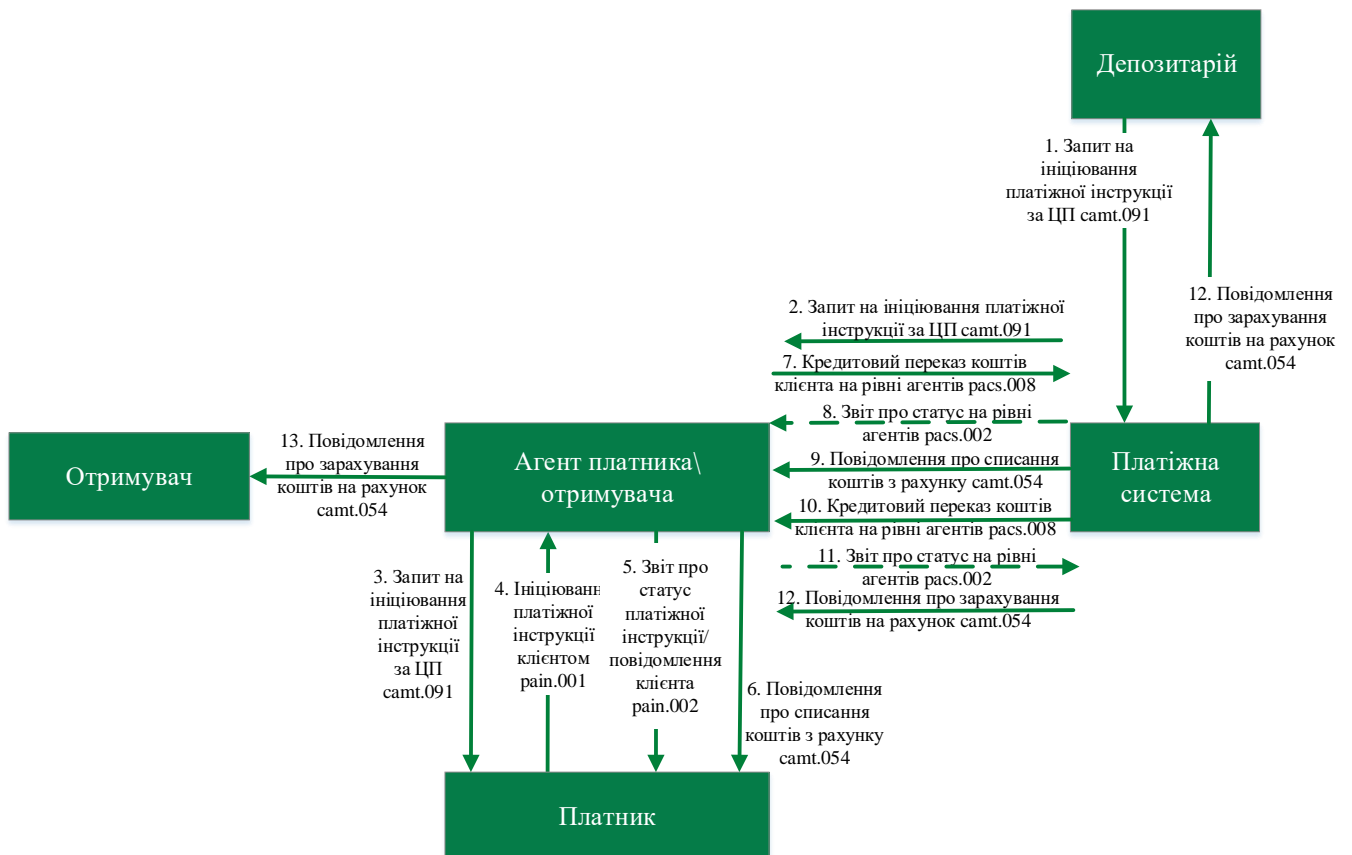 Депозитарій
1. Запит на
ініціювання
платіжної інструкції
за ЦП camt.091
12. Повідомлення
про зарахування
коштів на рахунок
camt.054
2. Запит на ініціювання платіжної
інструкції за ЦП camt.091
7. Кредитовий переказ коштів
клієнта на рівні агентів pacs.008
8. Звіт про статус на рівні
агентів pacs.002
9. Повідомлення про списання
коштів з рахунку camt.054
10. Кредитовий переказ коштів
клієнта на рівні агентів pacs.008
11. Звіт про статус на рівні
агентів pacs.002
12. Повідомлення про зарахування
коштів на рахунок camt.054
Платіжна
система
Агент платника\
отримувача
13. Повідомлення
про зарахування
коштів на рахунок
camt.054
Отримувач
3. Запит на
ініціювання
платіжної
інструкції
за ЦП
camt.091
4. Ініціюванн
платіжної
інструкції
клієнтом
pain.001
5. Звіт про
статус
платіжної
інструкції/
повідомлення
клієнта
pain.002
6. Повідомлення
про списання
коштів з рахунку
camt.054
Платник